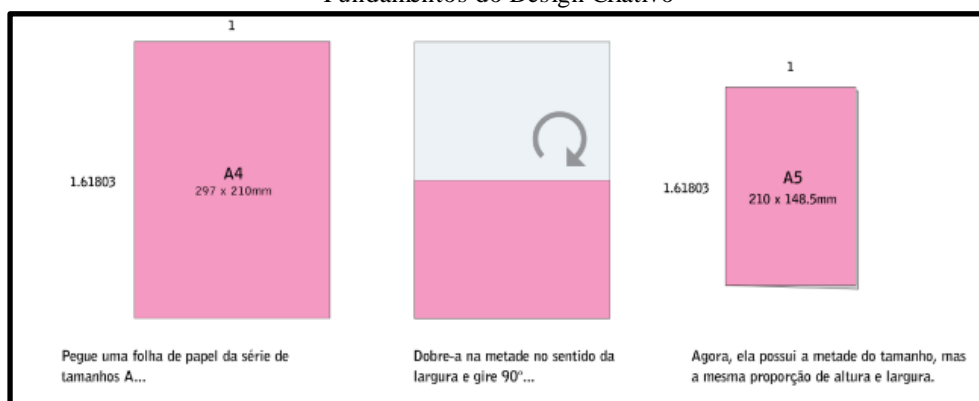 Fundamentos do Design Criativo
1
1.61803
A4
297 x 210mm
1
1.61803
A5
210 x 148.5mm
Pegue uma folha de papel da série de
tamanhos A...
Dobre-a na metade no sentido da
largura e gire 90°...
Agora, ela possui a metade do tamanho, mas
a mesma proporção de altura e largura.